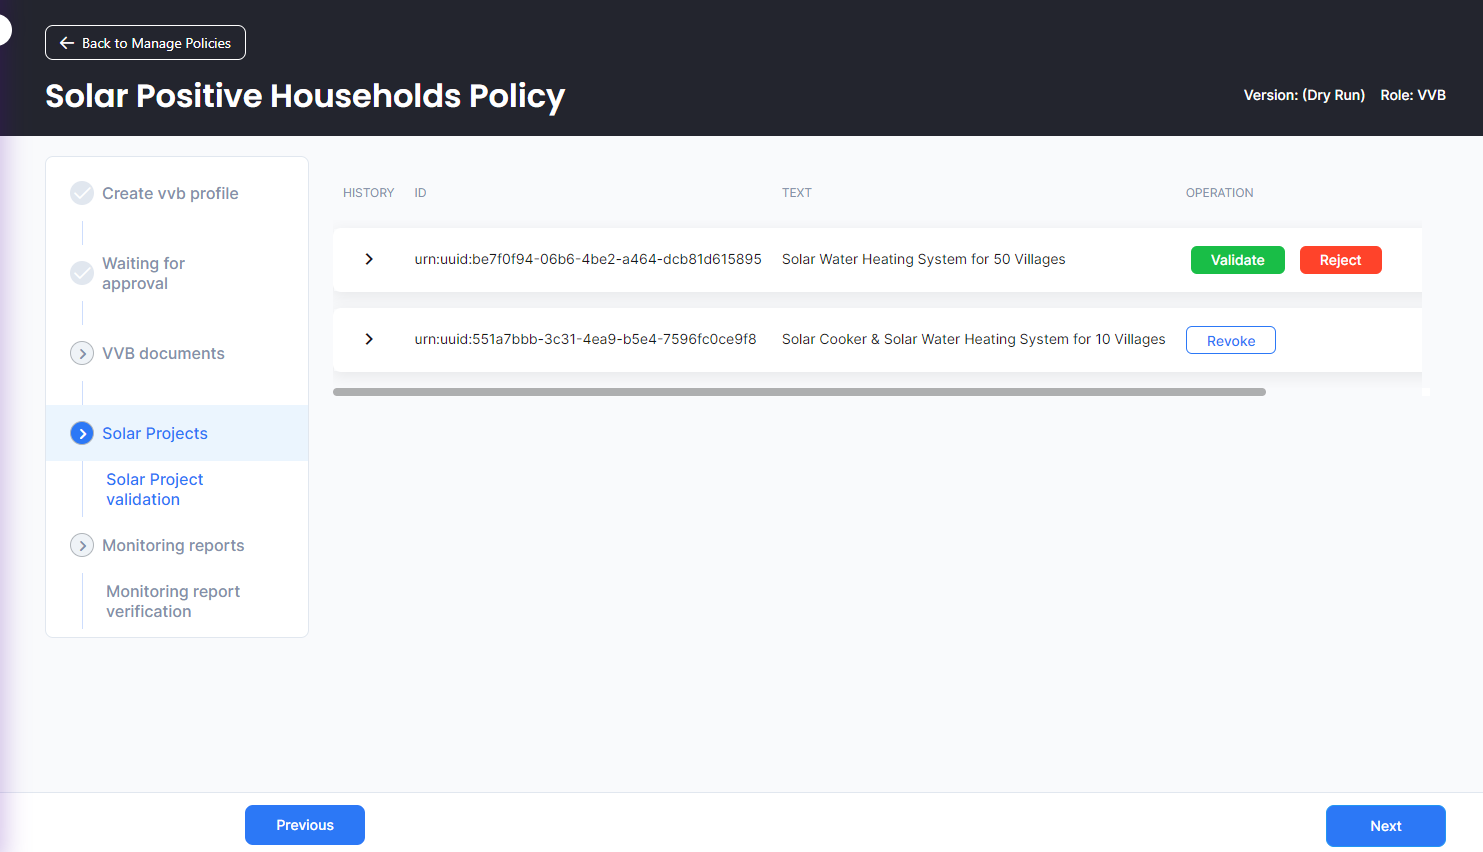 Back to Manage Policies
Solar Positive Households Policy
Version: (Dry Run) Role: VVB
Create vvb profile
Waiting for
approval
VVB documents
Solar Projects
Solar Project
validation
Monitoring reports
Monitoring report
verification
HISTORY ID TEXT OPERATION
urn:uuid:be7f0f94-06b6-4be2-a464-dcb81d615895 Solar Water Heating System for 50 Villages Validate Reject
urn:uuid:551a7bbb-3c31-4ea9-b5e4-7596fc0ce9f8 Solar Cooker & Solar Water Heating System for 10 Villages Revoke
Previous Next